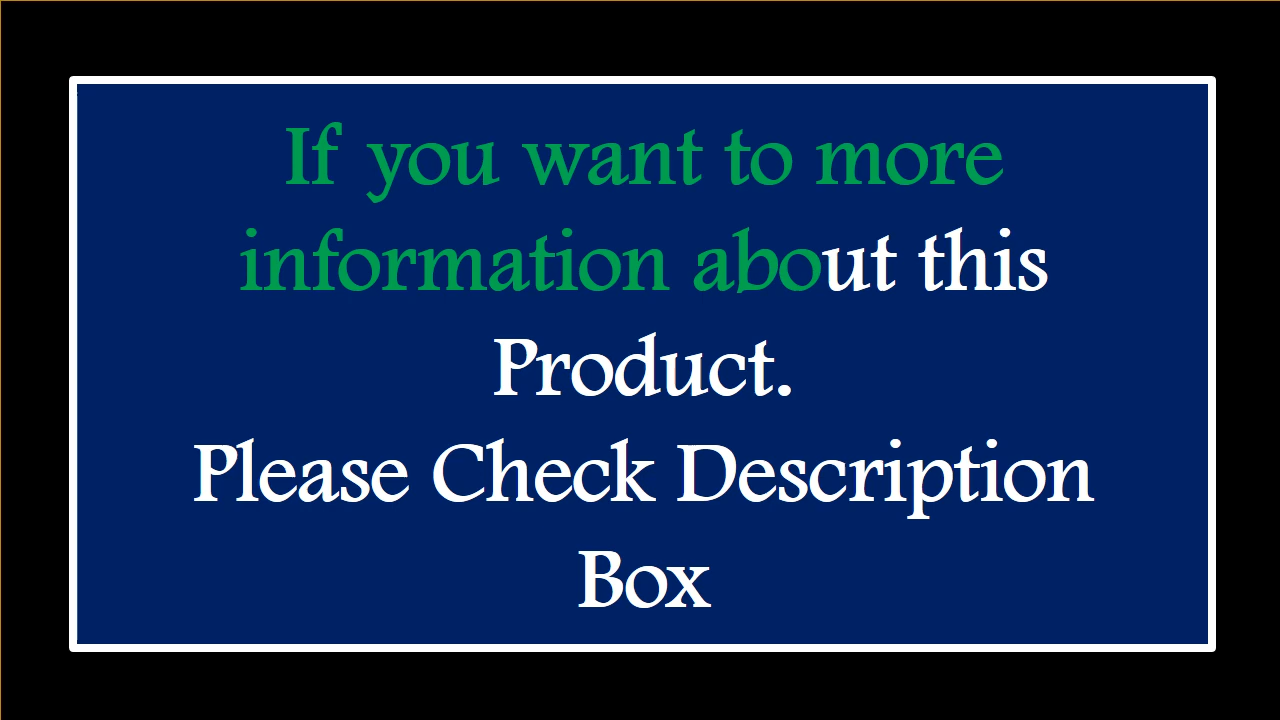 If you want to more
information about this
Product.
Please Check Description
Box